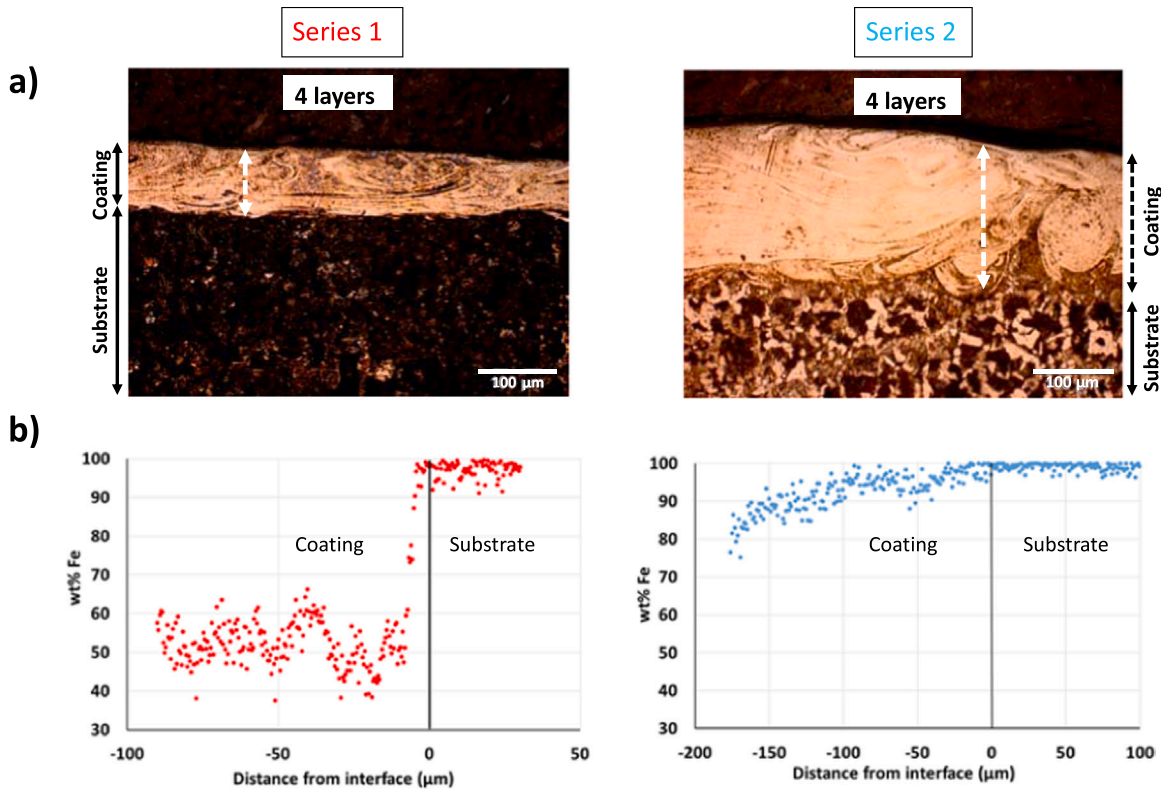 Series 1
Series 2
a)
4 layers
4 layers
Coating
Substrate
100 µm
Coating
Substrate
100 µm
b)
100
90
80
70
60
50
40
30
wt% Fe
Coating
Substrate
-100
-50
0
50
Distance from interface (µm)
100
90
80
70
60
50
40
30
wt% Fe
Coating
Substrate
-200
-150
-100
-50
0
50
100
Distance from interface (µm)